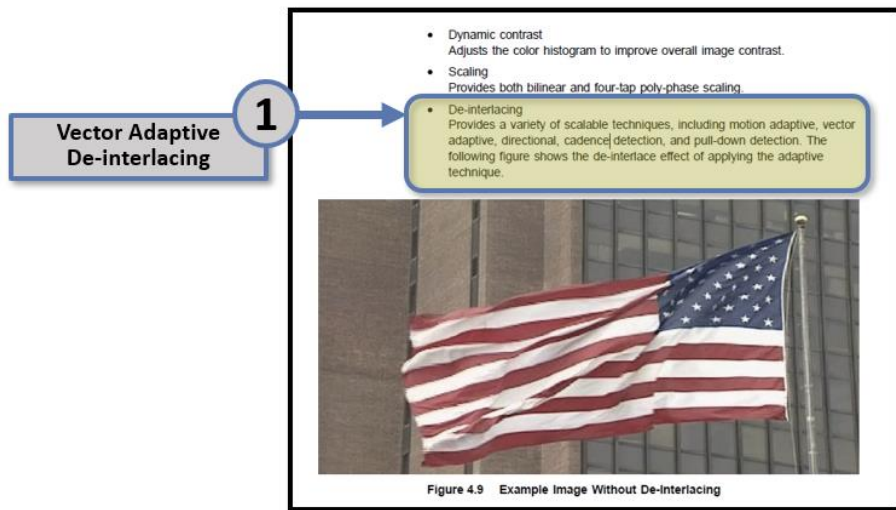 Vector Adaptive
De-interlacing
1
• Dynamic contrast
Adjusts the color histogram to improve overall image contrast.
• Scaling
Provides both bilinear and four-tap poly-phase scaling.
• De-interlacing
Provides a variety of scalable techniques, including motion adaptive, vector
adaptive, directional, cadence detection, and pull-down detection. The
following figure shows the de-interlace effect of applying the adaptive
technique.
Figure 4.9 Example Image Without De-Interlacing